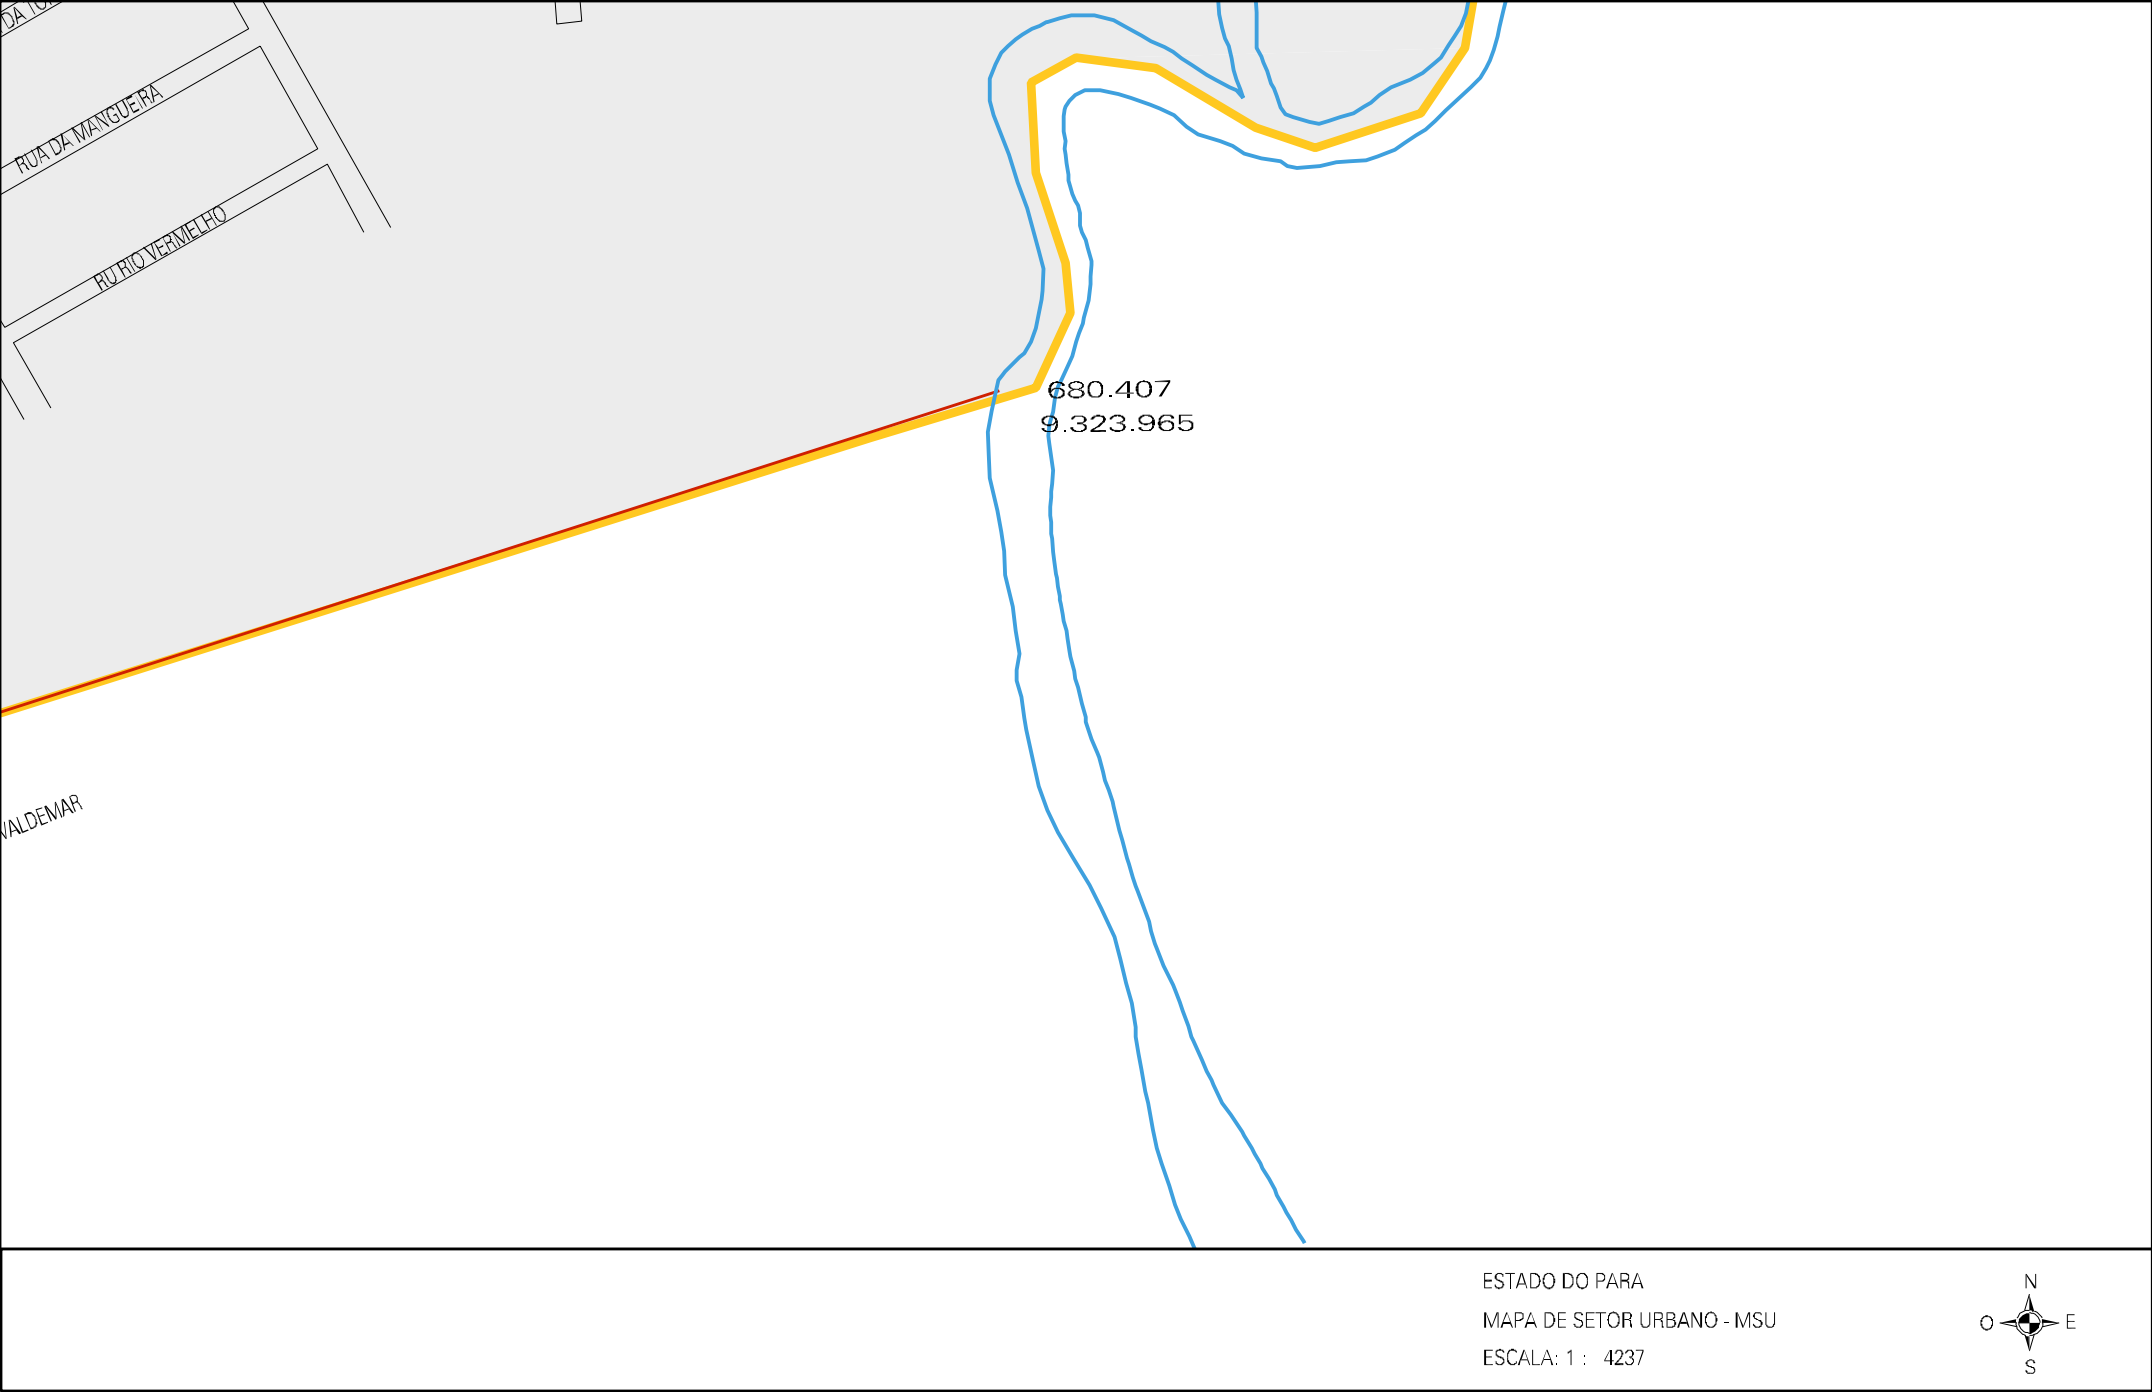 RUA DA MANGUEIRA
RU RIO VERMELHO
680.407
9.323.965
VALDEMAR
ESTADO DO PARA
MAPA DE SETOR URBANO - MSU
ESCALA: 1 : 4237
N
O
E
S